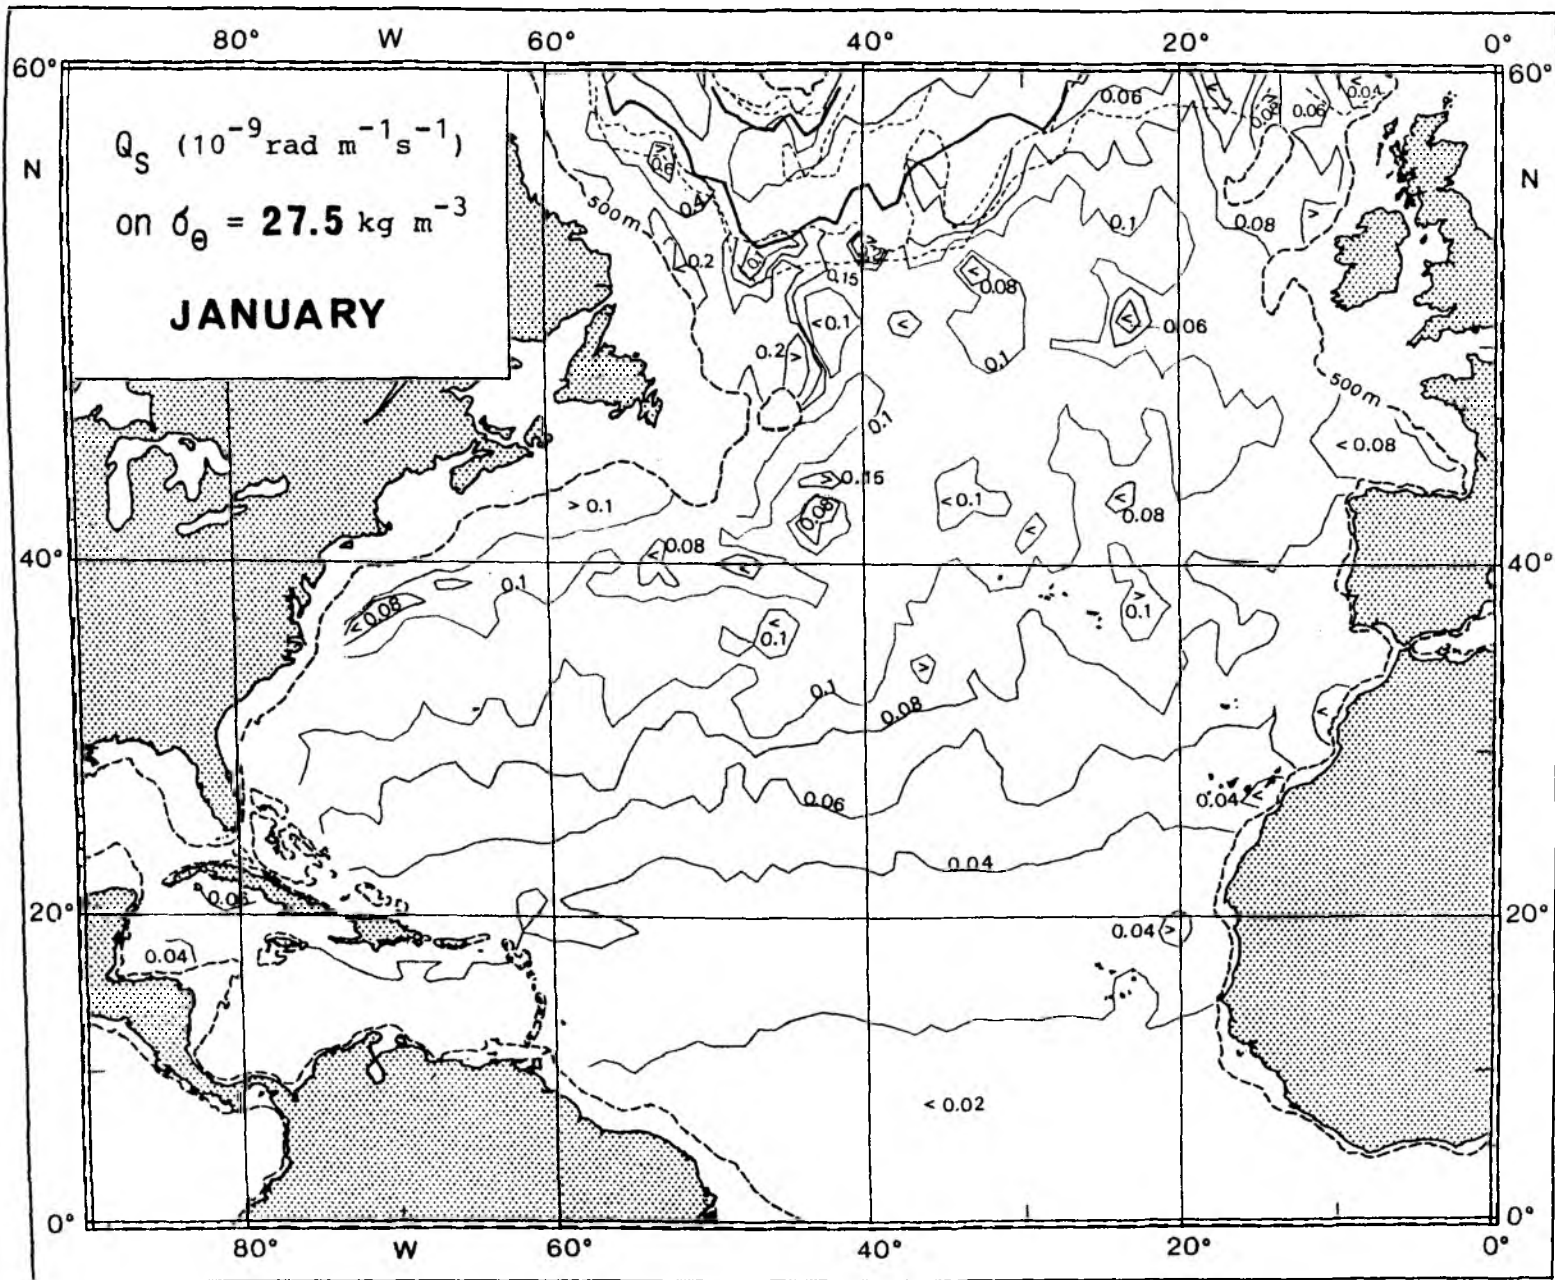 80° W 60° 40° 20° 0°
60° 60°
Q_S (10⁻⁹ rad m⁻¹s⁻¹)
on σ_θ = 27.5 kg m⁻³
JANUARY
N N
0.06 0.06 0.04
500m 0.4 0.1 0.08
<0.2 0.15 0.08
<0.1 < 0.06
0.2 > 0.1
500m
0.1 < 0.08
> 0.15
> 0.1 0.08 < 0.1 < 0.08
<
40° 40°
< 0.08 <
0.1
< 0.08 > 0.1
< 0.1
>
0.1 0.08
<
0.06 0.04 <
0.04
20° 0.06 20°
0.04 >
0.04
< 0.02
0° 0°
80° W 60° 40° 20° 0°